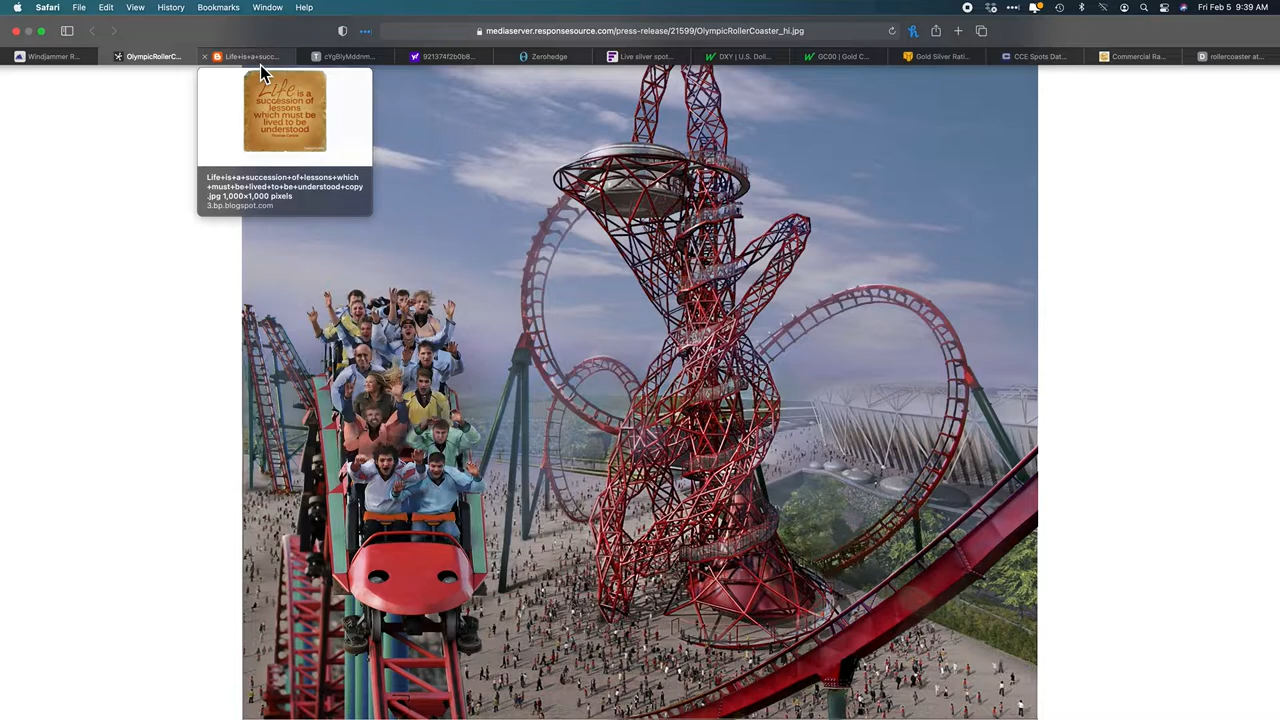 Safari File Edit View History Bookmarks Window Help Fri Feb 5 9:39 AM
mediaserver.responsesource.com/press-release/21599/OlympicRollerCoaster_hi.jpg
Windjammer R... OlympicRollerC... Life+is+a+succ... cYgBlyMddnm... 921374f2b0b8... Zerohedge Live silver spot... DXY | U.S. Doll... GC00 | Gold C... Gold Silver Rati... CCE Spots Dat... Commercial Ra... rollercoaster at...
Life is a
succession of
lessons
which must
be lived to be
understood
Life+is+a+succession+of+lessons+which
+must+be+lived+to+be+understood+copy
.jpg 1,000×1,000 pixels
3.bp.blogspot.com